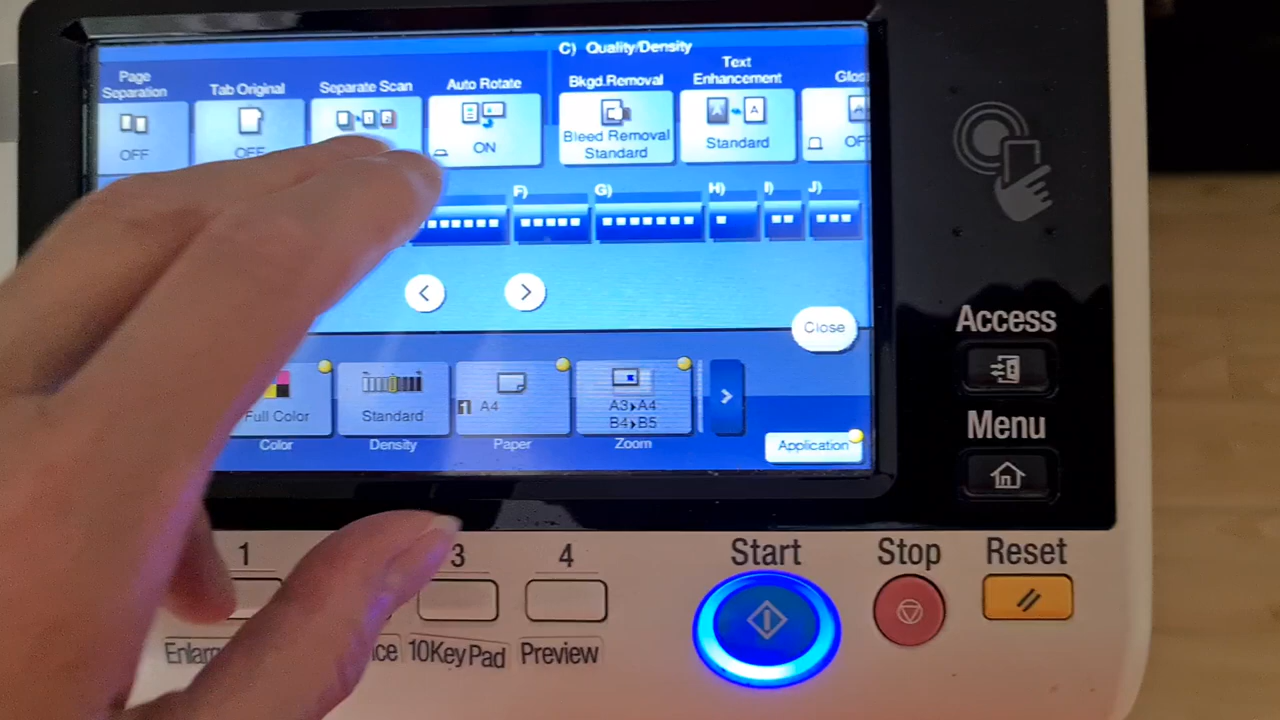 C) Quality/Density
Page
Separation
OFF
Tab Original
OFF
Separate Scan
Auto Rotate
ON
Bkgd.Removal
Bleed Removal
Standard
Text
Enhancement
Standard
F)
G)
H)
I)
J)
Close
Full Color
Color
Standard
Density
1 A4
Paper
A3▸A4
B4▸B5
Zoom
Application
Access
Menu
1
3
4
Start
Stop
Reset
10KeyPad
Preview